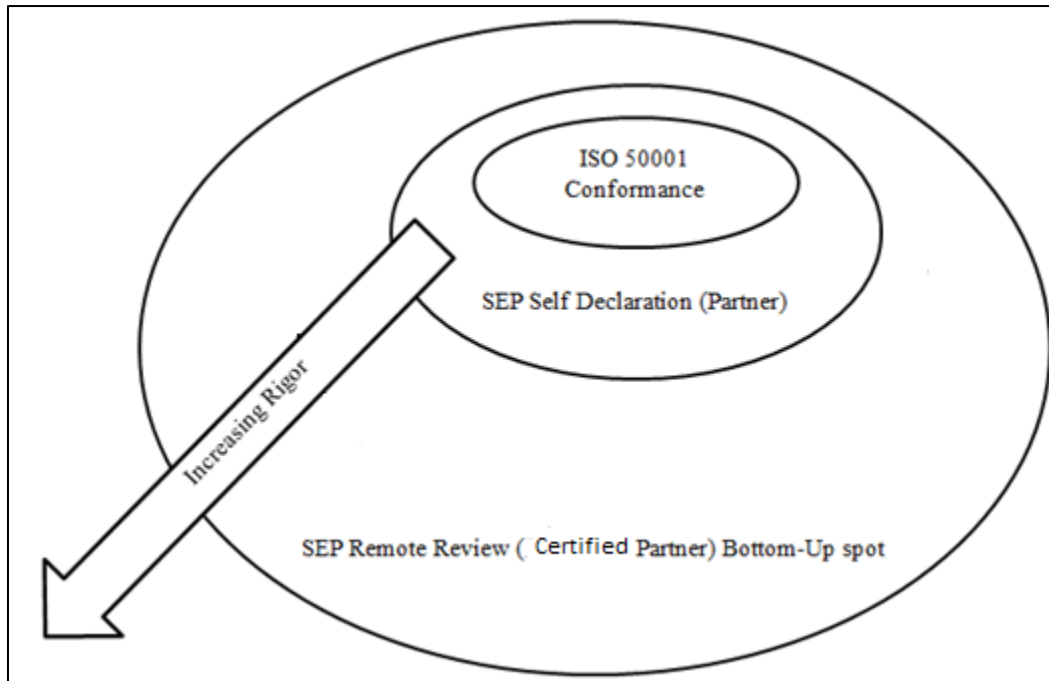 ISO 50001
Conformance
SEP Self Declaration (Partner)
Increasing Rigor
SEP Remote Review ( Certified Partner) Bottom-Up spot